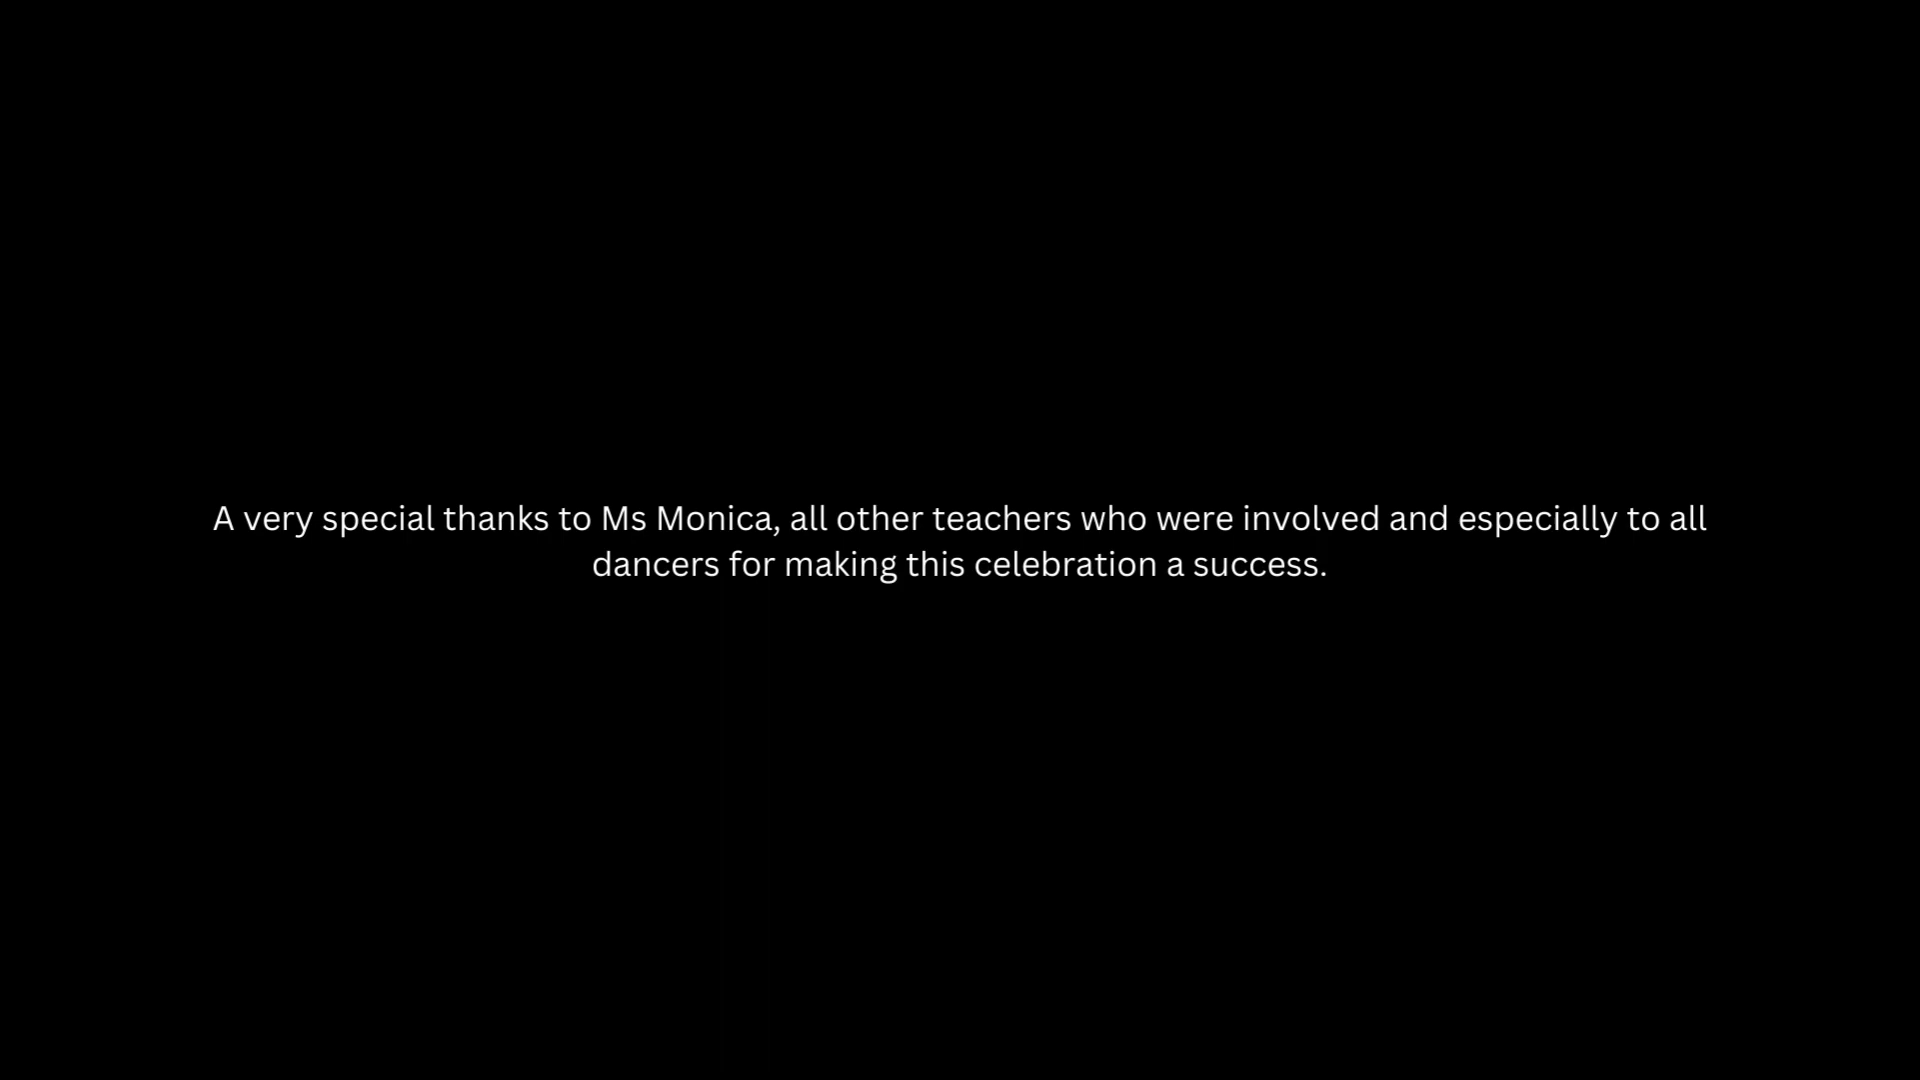 A very special thanks to Ms Monica, all other teachers who were involved and especially to all
dancers for making this celebration a success.